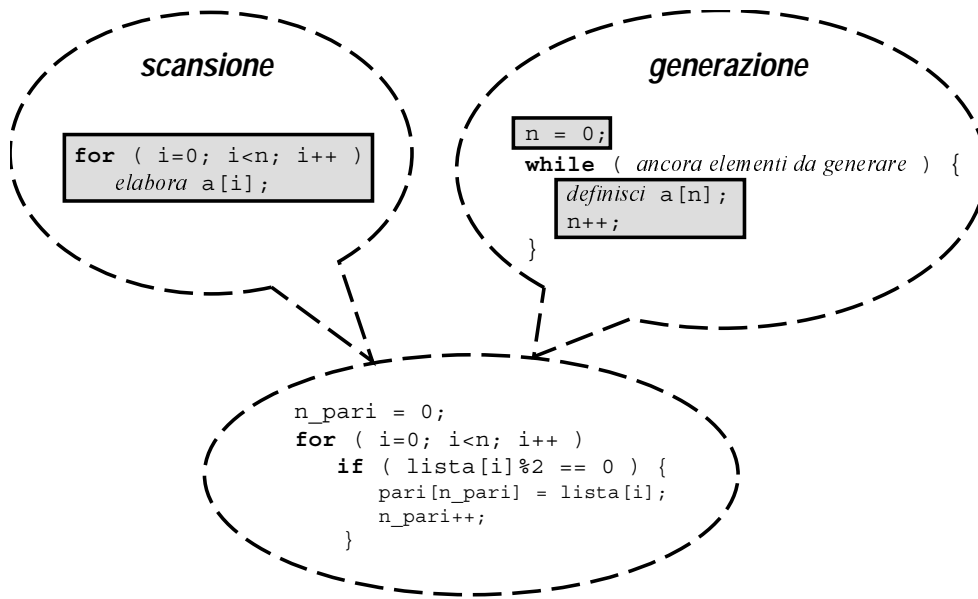 scansione
for ( i=0; i<n; i++ )
elabora a[i];
generazione
n = 0;
while ( ancora elementi da generare ) {
definisci a[n];
n++;
}
n_pari = 0;
for ( i=0; i<n; i++ )
if ( lista[i]%2 == 0 ) {
pari[n_pari] = lista[i];
n_pari++;
}